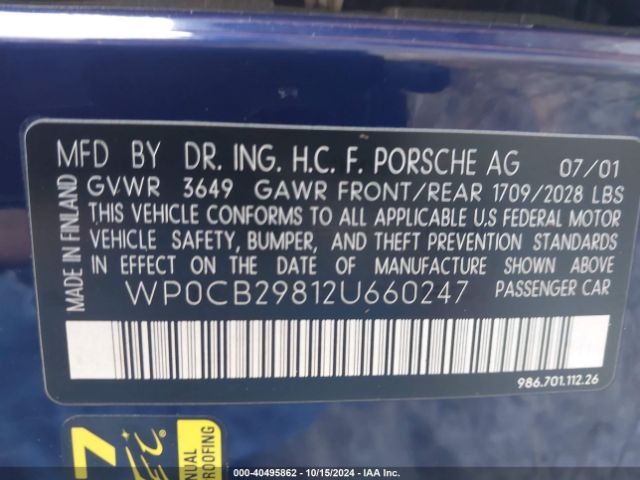 MFD BY DR. ING. H.C. F. PORSCHE AG 07/01
GVWR 3649 GAWR FRONT/REAR 1709/2028 LBS
THIS VEHICLE CONFORMS TO ALL APPLICABLE U.S FEDERAL MOTOR
VEHICLE SAFETY, BUMPER, AND THEFT PREVENTION STANDARDS
IN EFFECT ON THE DATE OF MANUFACTURE SHOWN ABOVE
WP0CB29812U660247 PASSENGER CAR
MADE IN FINLAND
986.701.112.26
7
ANUAL
ROOFING
000-40495862 - 10/15/2024 - IAA Inc.